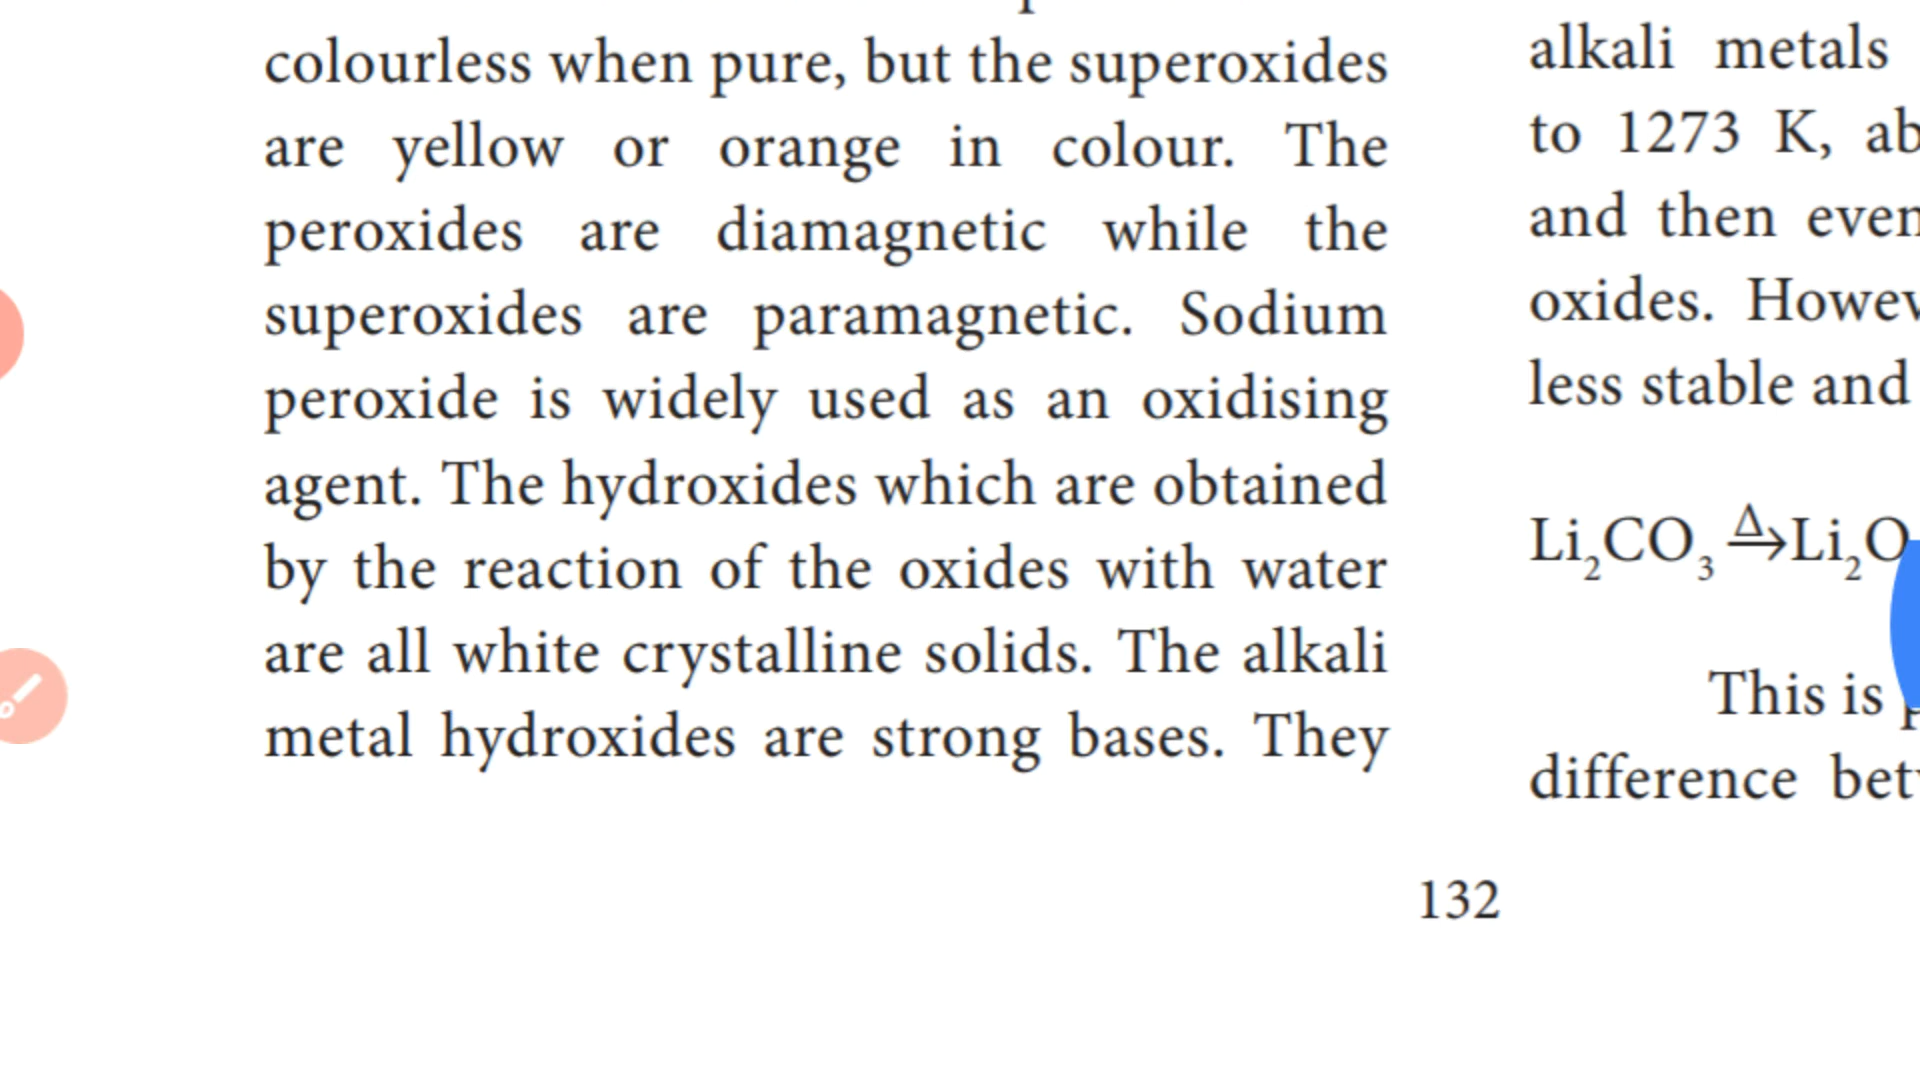 colourless when pure, but the superoxides
are yellow or orange in colour. The
peroxides are diamagnetic while the
superoxides are paramagnetic. Sodium
peroxide is widely used as an oxidising
agent. The hydroxides which are obtained
by the reaction of the oxides with water
are all white crystalline solids. The alkali
metal hydroxides are strong bases. They
alkali metals
to 1273 K,
and then
oxides.
less stable and
Li₂CO₃ →Δ Li₂O
This is
difference
132